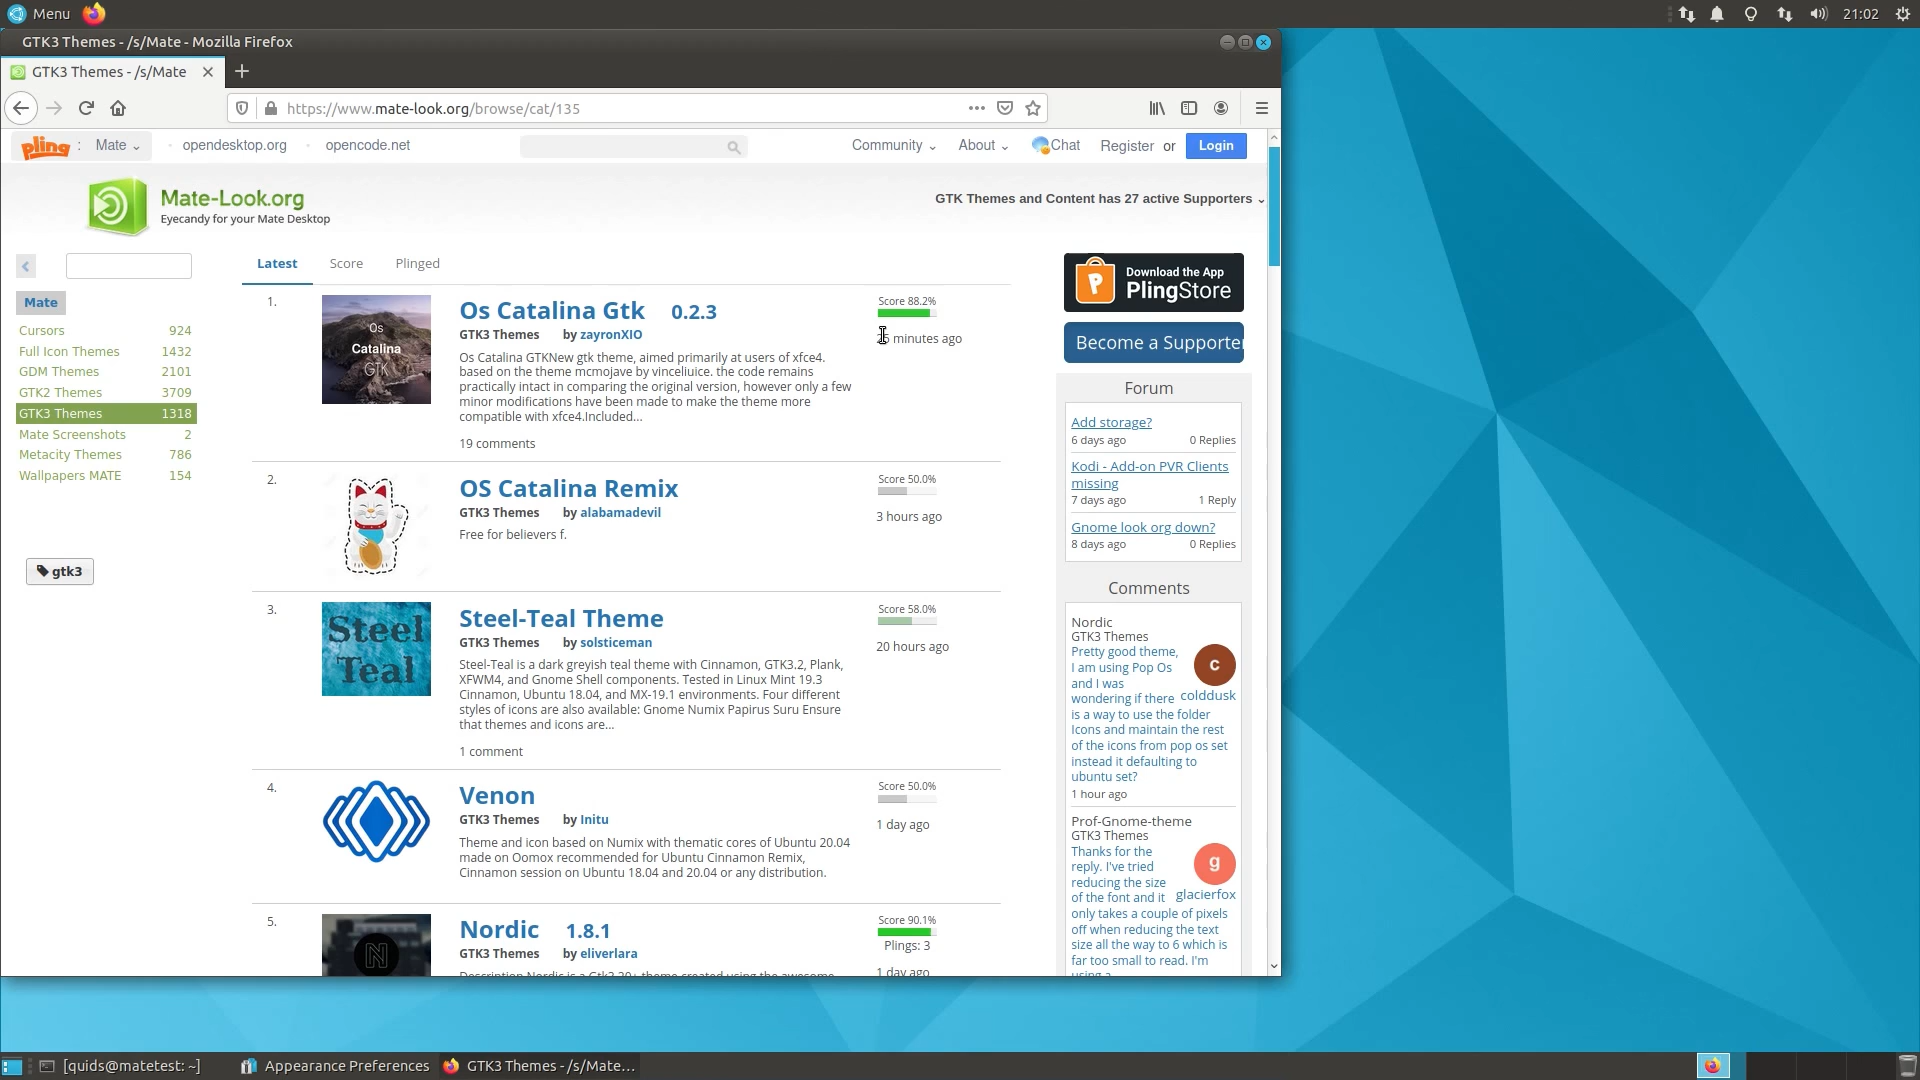 Menu
21:02
GTK3 Themes - /s/Mate - Mozilla Firefox
GTK3 Themes - /s/Mate
https://www.mate-look.org/browse/cat/135
pling : Mate opendesktop.org opencode.net Community About Chat Register or Login
Mate-Look.org
Eyecandy for your Mate Desktop
GTK Themes and Content has 27 active Supporters
Latest Score Plinged
Mate
Cursors 924
Full Icon Themes 1432
GDM Themes 2101
GTK2 Themes 3709
GTK3 Themes 1318
Mate Screenshots 2
Metacity Themes 786
Wallpapers MATE 154
gtk3
1.
Os
Catalina
GTK
Os Catalina Gtk 0.2.3
GTK3 Themes by zayronXIO
Os Catalina GTKNew gtk theme, aimed primarily at users of xfce4.
based on the theme mcmojave by vinceliuice. the code remains
practically intact in comparing the original version, however only a few
minor modifications have been made to make the theme more
compatible with xfce4.Included...
19 comments
Score 88.2%
minutes ago
2.
OS Catalina Remix
GTK3 Themes by alabamadevil
Free for believers f.
Score 50.0%
3 hours ago
3.
Steel
Teal
Steel-Teal Theme
GTK3 Themes by solsticeman
Steel-Teal is a dark greyish teal theme with Cinnamon, GTK3.2, Plank,
XFWM4, and Gnome Shell components. Tested in Linux Mint 19.3
Cinnamon, Ubuntu 18.04, and MX-19.1 environments. Four different
styles of icons are also available: Gnome Numix Papirus Suru Ensure
that themes and icons are...
1 comment
Score 58.0%
20 hours ago
4.
Venon
GTK3 Themes by Initu
Theme and icon based on Numix with thematic cores of Ubuntu 20.04
made on Oomox recommended for Ubuntu Cinnamon Remix,
Cinnamon session on Ubuntu 18.04 and 20.04 or any distribution.
Score 50.0%
1 day ago
5.
N
Nordic 1.8.1
GTK3 Themes by eliverlara
Description Nordic is a Gtk3.20+ theme created using the awesome
Score 90.1%
Plings: 3
1 day ago
P
Download the App
PlingStore
Become a Supporter
Forum
Add storage?
6 days ago 0 Replies
Kodi - Add-on PVR Clients
missing
7 days ago 1 Reply
Gnome look org down?
8 days ago 0 Replies
Comments
Nordic
GTK3 Themes
Pretty good theme,
I am using Pop Os
and I was
wondering if there
is a way to use the folder
Icons and maintain the rest
of the icons from pop os set
instead it defaulting to
ubuntu set?
c
colddusk
1 hour ago
Prof-Gnome-theme
GTK3 Themes
Thanks for the
reply. I've tried
reducing the size
of the font and it
only takes a couple of pixels
off when reducing the text
size all the way to 6 which is
far too small to read. I'm
using a
g
glacierfox
[quids@matetest: ~]
Appearance Preferences
GTK3 Themes - /s/Mate...